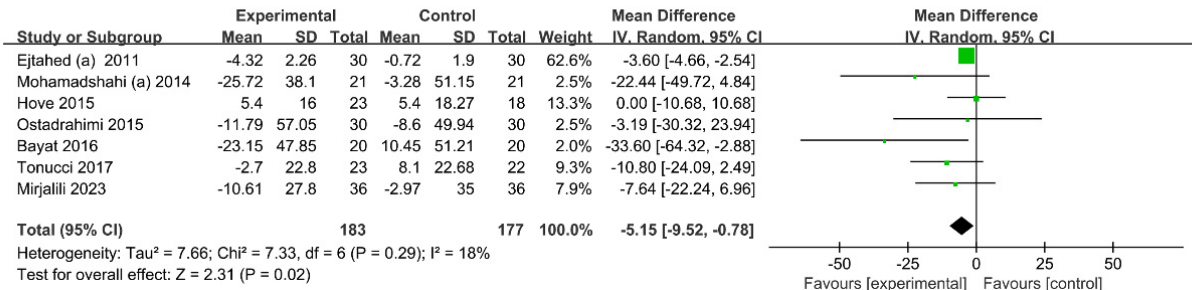 Experimental Control Mean Difference Mean Difference
Study or Subgroup Mean SD Total Mean SD Total Weight IV, Random, 95% CI IV, Random, 95% CI
Ejtahed (a) 2011 -4.32 2.26 30 -0.72 1.9 30 62.6% -3.60 [-4.66, -2.54]
Mohamadshahi (a) 2014 -25.72 38.1 21 -3.28 51.15 21 2.5% -22.44 [-49.72, 4.84]
Hove 2015 5.4 16 23 5.4 18.27 18 13.3% 0.00 [-10.68, 10.68]
Ostadrahimi 2015 -11.79 57.05 30 -8.6 49.94 30 2.5% -3.19 [-30.32, 23.94]
Bayat 2016 -23.15 47.85 20 10.45 51.21 20 2.0% -33.60 [-64.32, -2.88]
Tonucci 2017 -2.7 22.8 23 8.1 22.68 22 9.3% -10.80 [-24.09, 2.49]
Mirjalili 2023 -10.61 27.8 36 -2.97 35 36 7.9% -7.64 [-22.24, 6.96]
Total (95% CI) 183 177 100.0% -5.15 [-9.52, -0.78]
Heterogeneity: Tau² = 7.66; Chi² = 7.33, df = 6 (P = 0.29); I² = 18%
Test for overall effect: Z = 2.31 (P = 0.02)
-50 -25 0 25 50
Favours [experimental] Favours [control]